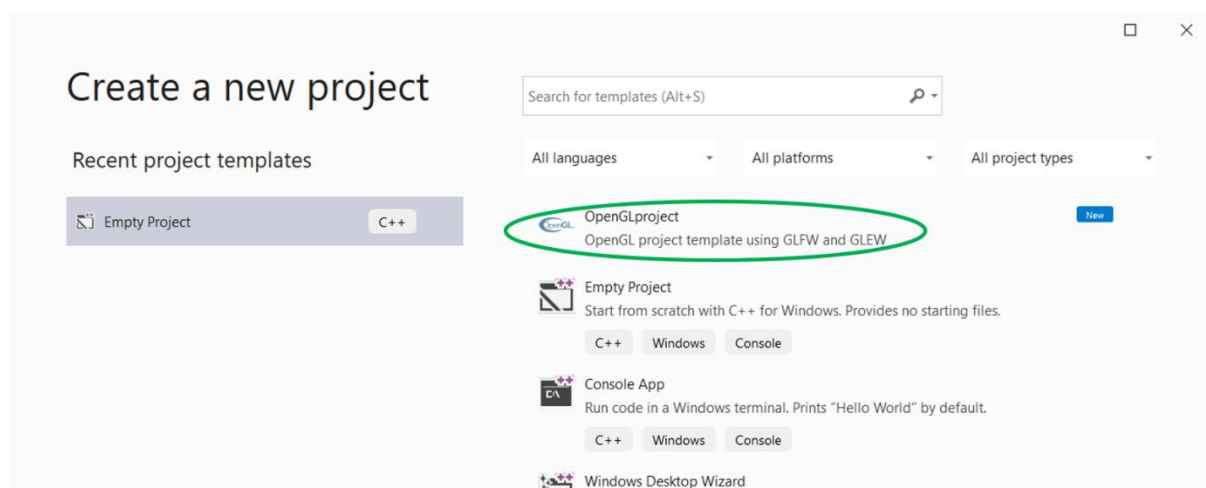 Create a new project
Search for templates (Alt+S)
Recent project templates
All languages
All platforms
All project types
Empty Project
C++
OpenGL
OpenGLproject
New
OpenGL project template using GLFW and GLEW
Empty Project
Start from scratch with C++ for Windows. Provides no starting files.
C++ Windows Console
Console App
Run code in a Windows terminal. Prints "Hello World" by default.
C++ Windows Console
Windows Desktop Wizard